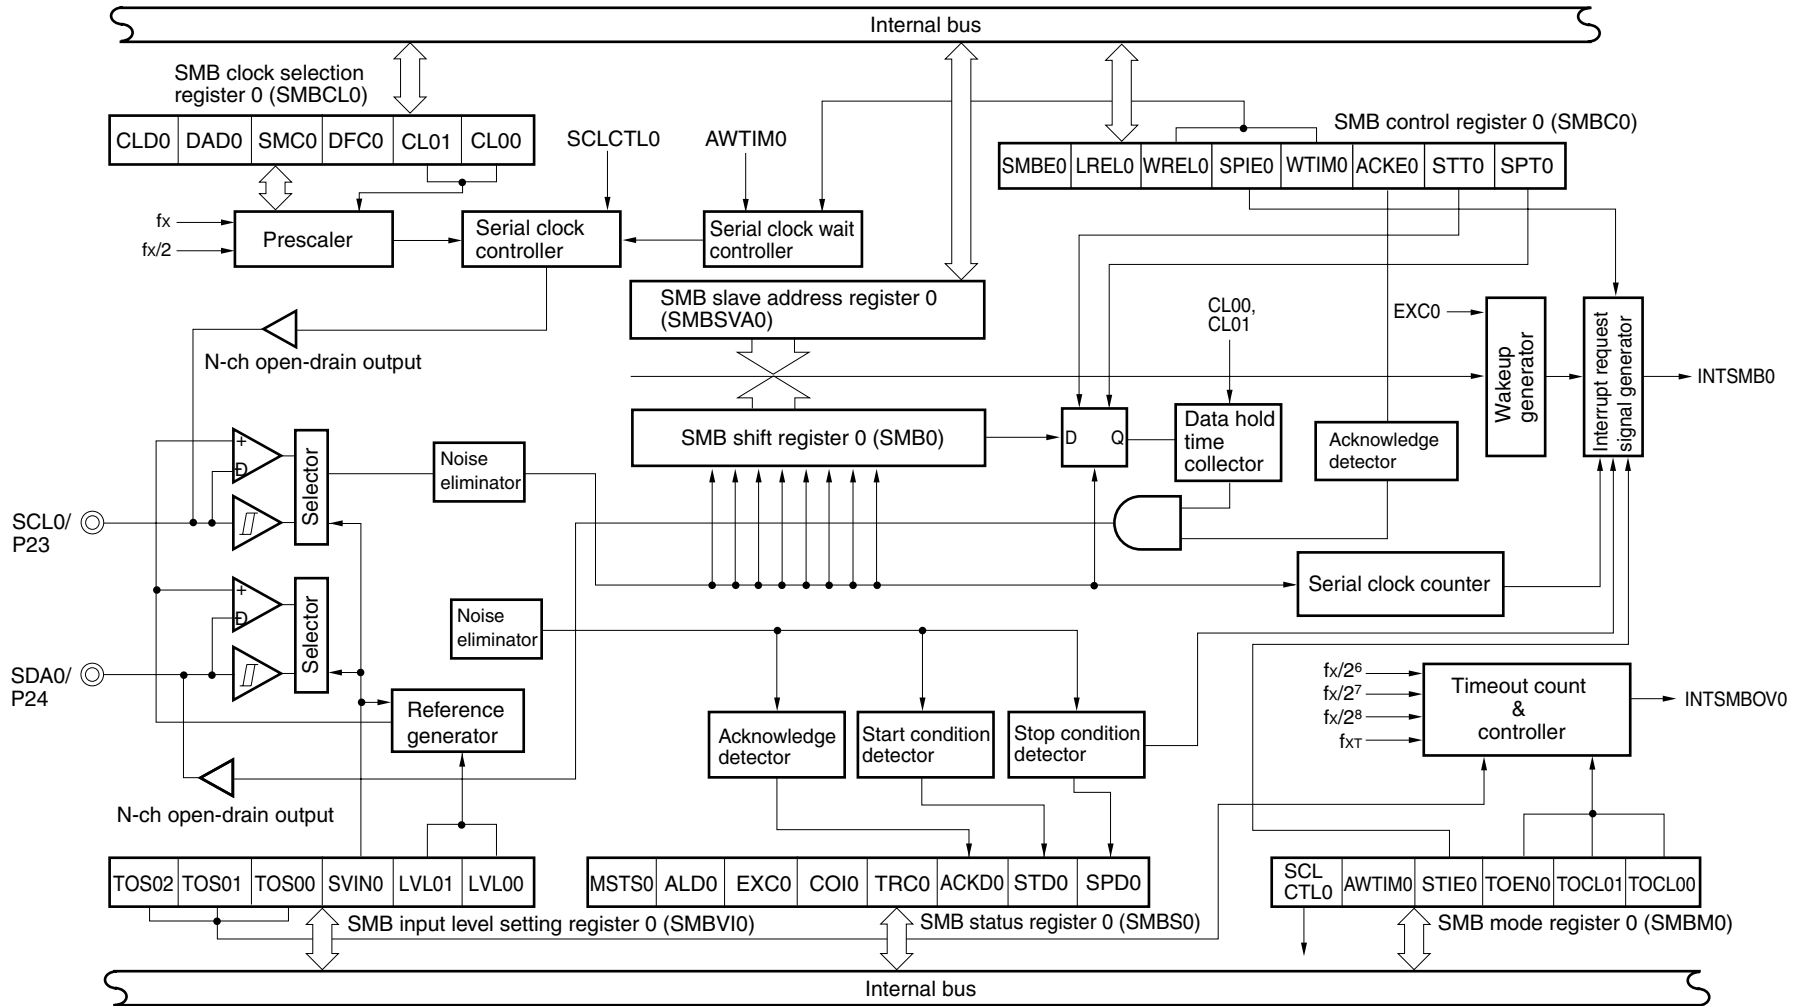 Internal bus
SMB clock selection
register 0 (SMBCL0)
CLD0 DAD0 SMC0 DFC0 CL01 CL00
SCLCTL0
AWTIM0
SMB control register 0 (SMBC0)
SMBE0 LREL0 WREL0 SPIE0 WTIM0 ACKE0 STT0 SPT0
fX
fX/2
Prescaler
Serial clock
controller
Serial clock wait
controller
SMB slave address register 0
(SMBSVA0)
CL00,
CL01
EXC0
Wakeup
generator
Interrupt request
signal generator
INTSMB0
N-ch open-drain output
SMB shift register 0 (SMB0)
D Q
Data hold
time
collector
Acknowledge
detector
+
D
Selector
Noise
eliminator
SCL0/
P23
Serial clock counter
+
D
Selector
Noise
eliminator
SDA0/
P24
Reference
generator
Acknowledge
detector
Start condition
detector
Stop condition
detector
fX/2⁶
fX/2⁷
fX/2⁸
fXT
Timeout count
&
controller
INTSMBOV0
N-ch open-drain output
TOS02 TOS01 TOS00 SVIN0 LVL01 LVL00
MSTS0 ALD0 EXC0 COI0 TRC0 ACKD0 STD0 SPD0
SCL
CTL0
AWTIM0 STIE0 TOEN0 TOCL01 TOCL00
SMB input level setting register 0 (SMBVI0)
SMB status register 0 (SMBS0)
SMB mode register 0 (SMBM0)
Internal bus